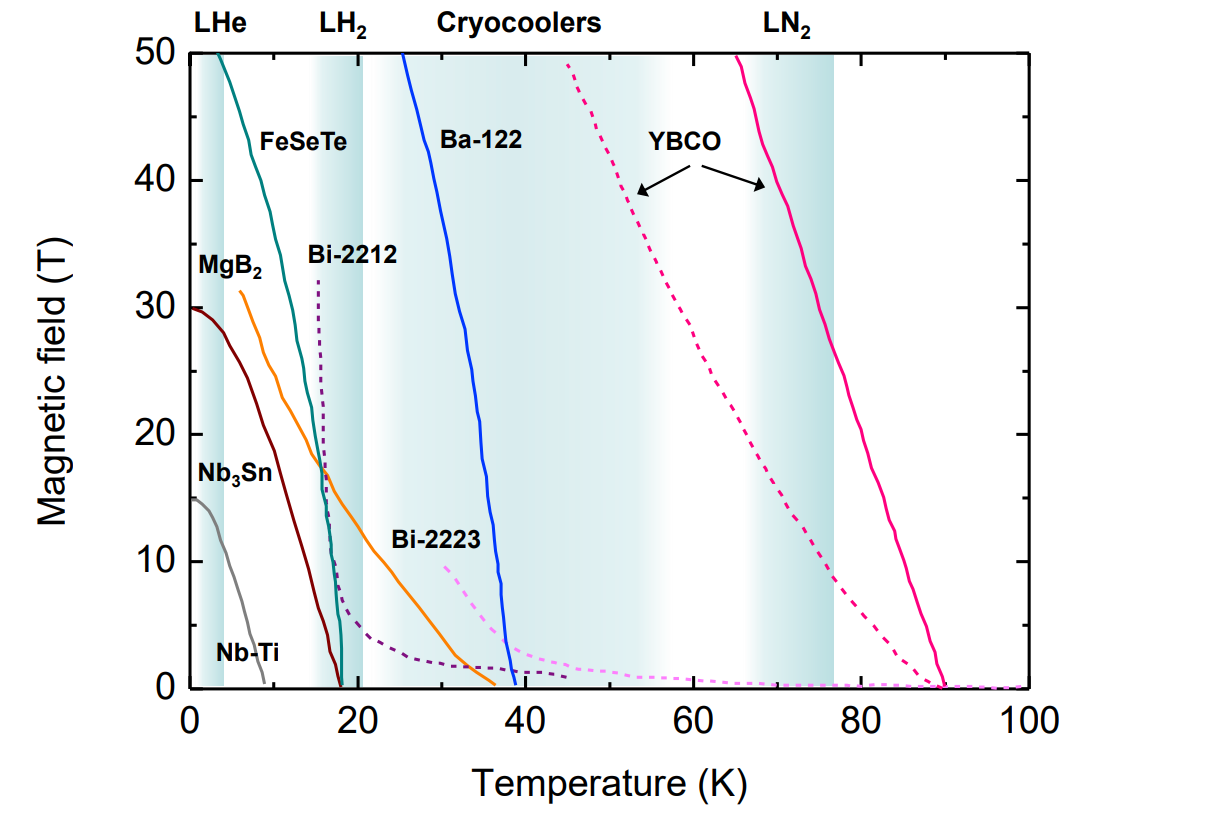 LHe LH₂ Cryocoolers LN₂
50
40
30
20
10
0
Magnetic field (T)
FeSeTe
Ba-122
YBCO
Bi-2212
MgB₂
Nb₃Sn
Bi-2223
Nb-Ti
0 20 40 60 80 100
Temperature (K)